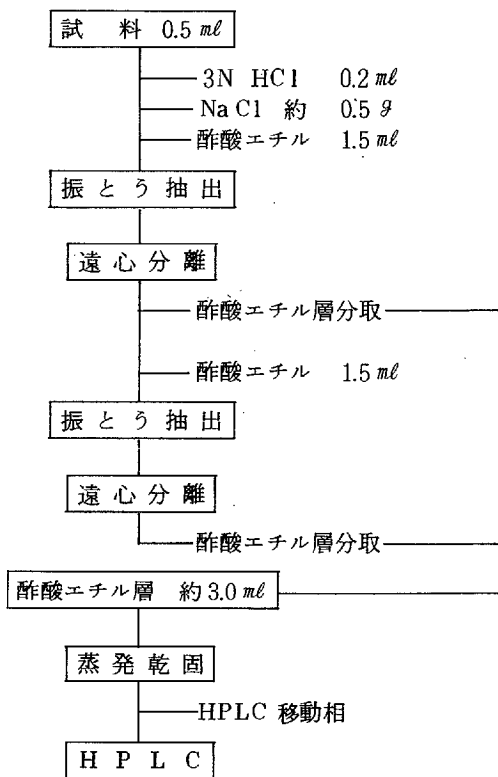 試料 0.5 ml
3N HCl 0.2 ml
NaCl 約 0.5 g
酢酸エチル 1.5 ml
振とう抽出
遠心分離
酢酸エチル層分取
酢酸エチル 1.5 ml
振とう抽出
遠心分離
酢酸エチル層分取
酢酸エチル層 約3.0 ml
蒸発乾固
HPLC 移動相
HPLC